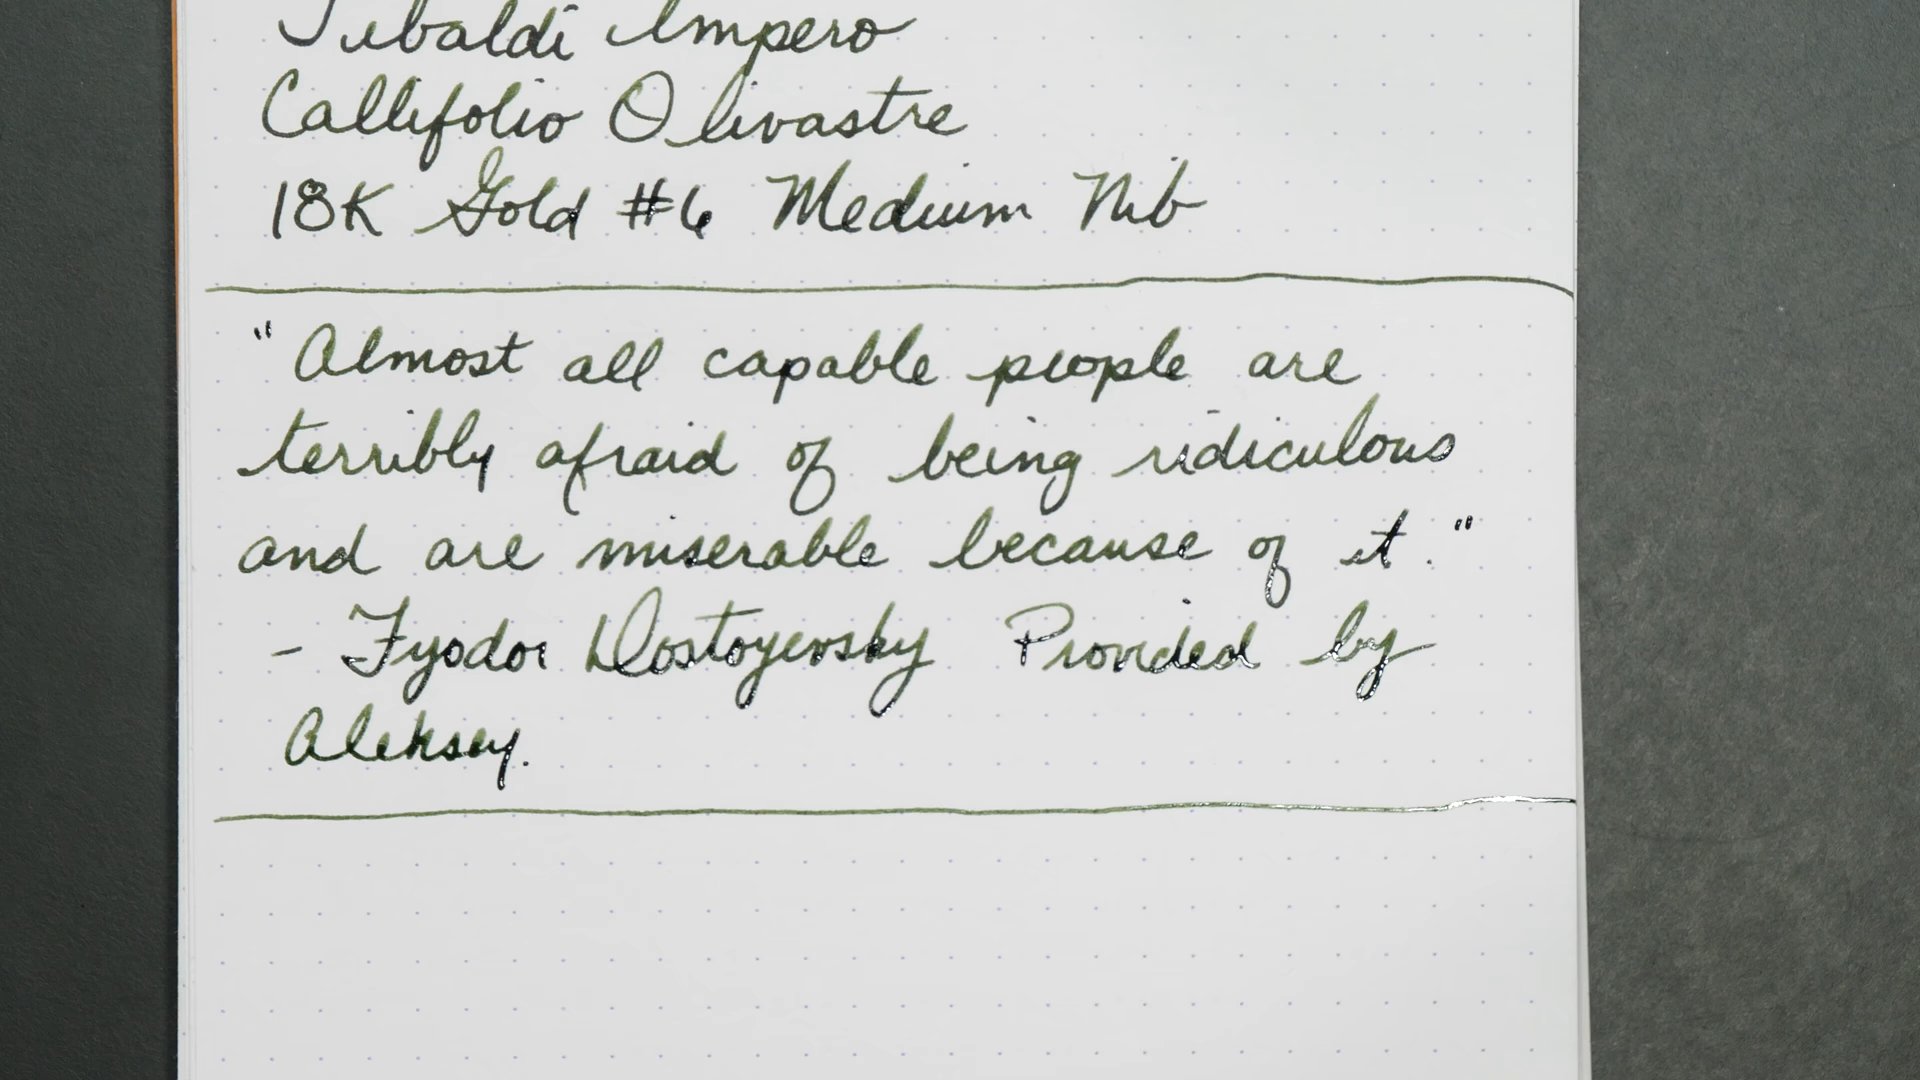 Tibaldi Impero
Callifolio Olivastre
18K Gold #6 Medium Nib
"Almost all capable people are
terribly afraid of being ridiculous
and are miserable because of it."
- Fyodor Dostoyevsky Provided by
Aleksey.